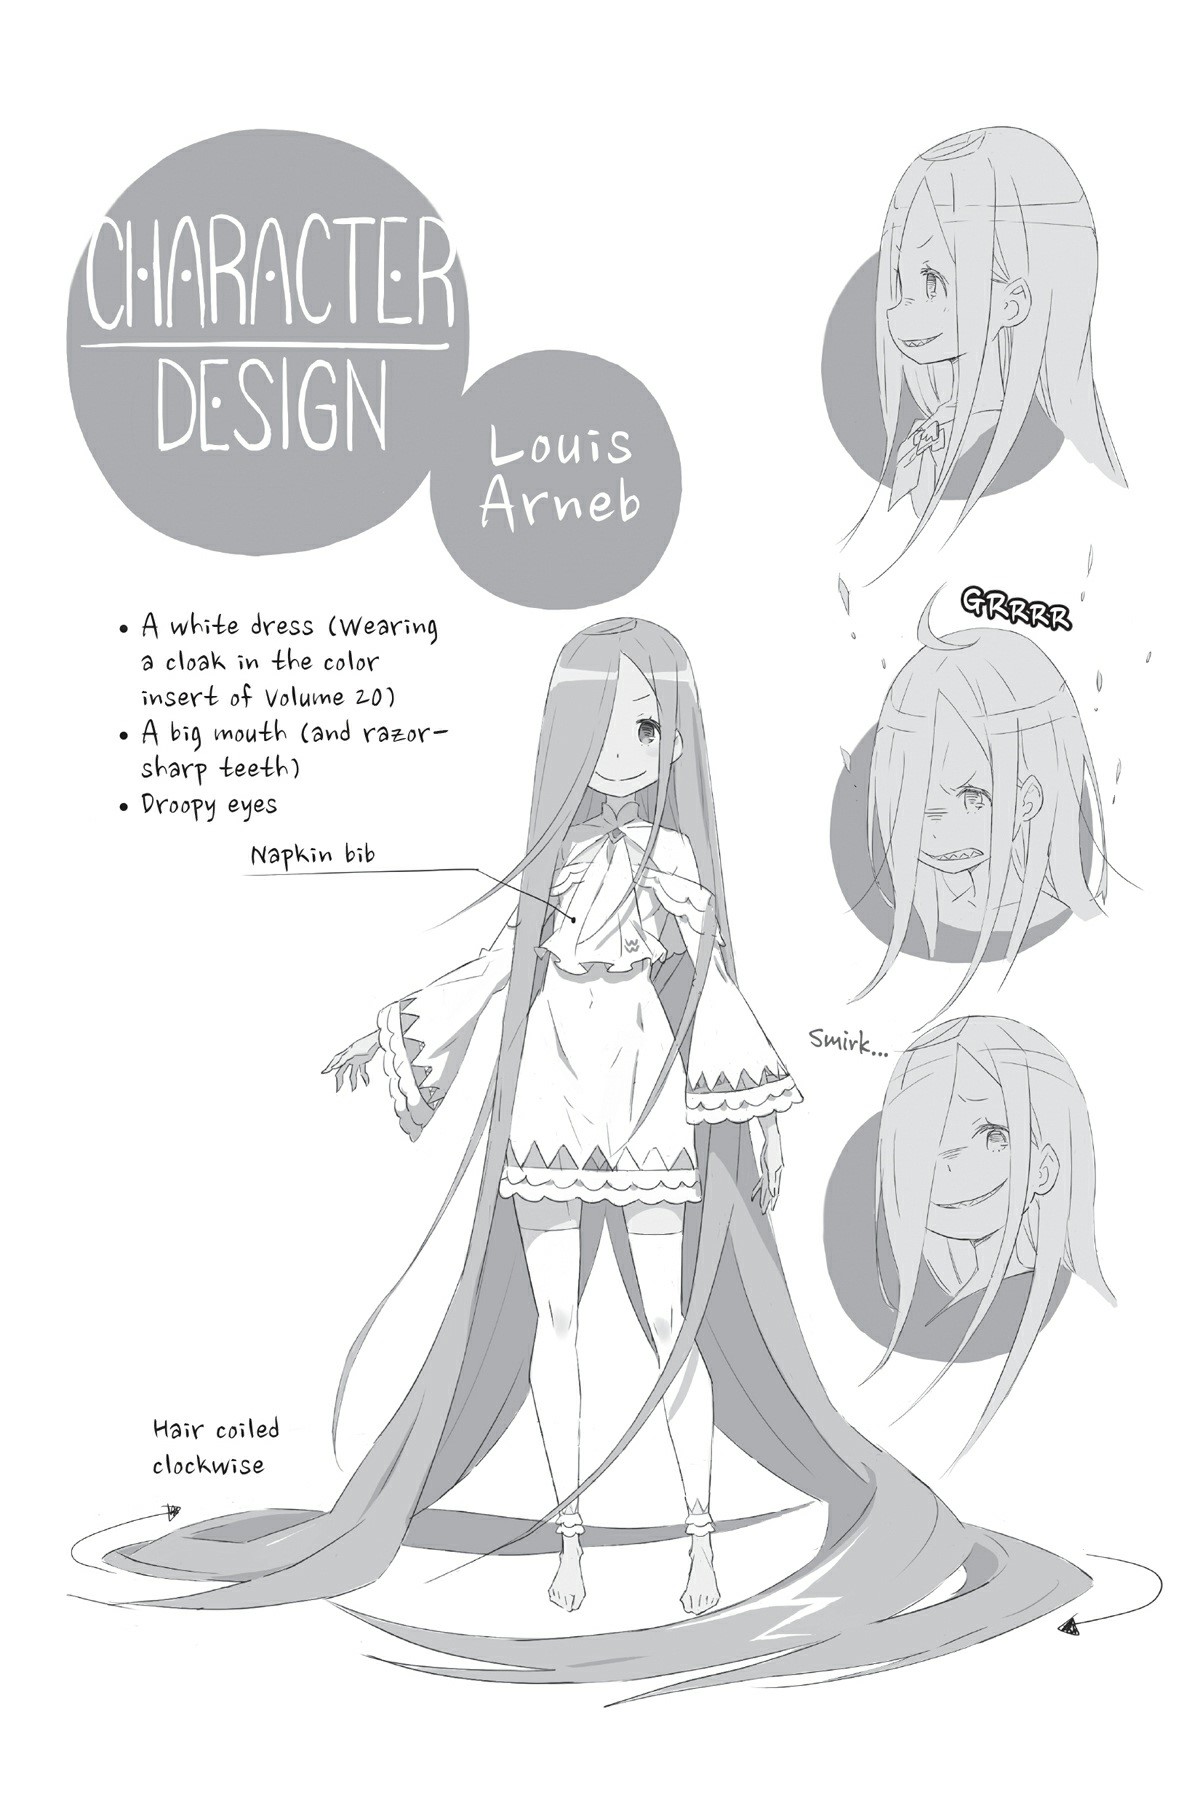 CHARACTER
DESIGN
Louis
Arneb
• A white dress (Wearing
a cloak in the color
insert of Volume 20)
• A big mouth (and razor-
sharp teeth)
• Droopy eyes
Napkin bib
GRRRR
Smirk...
Hair coiled
clockwise